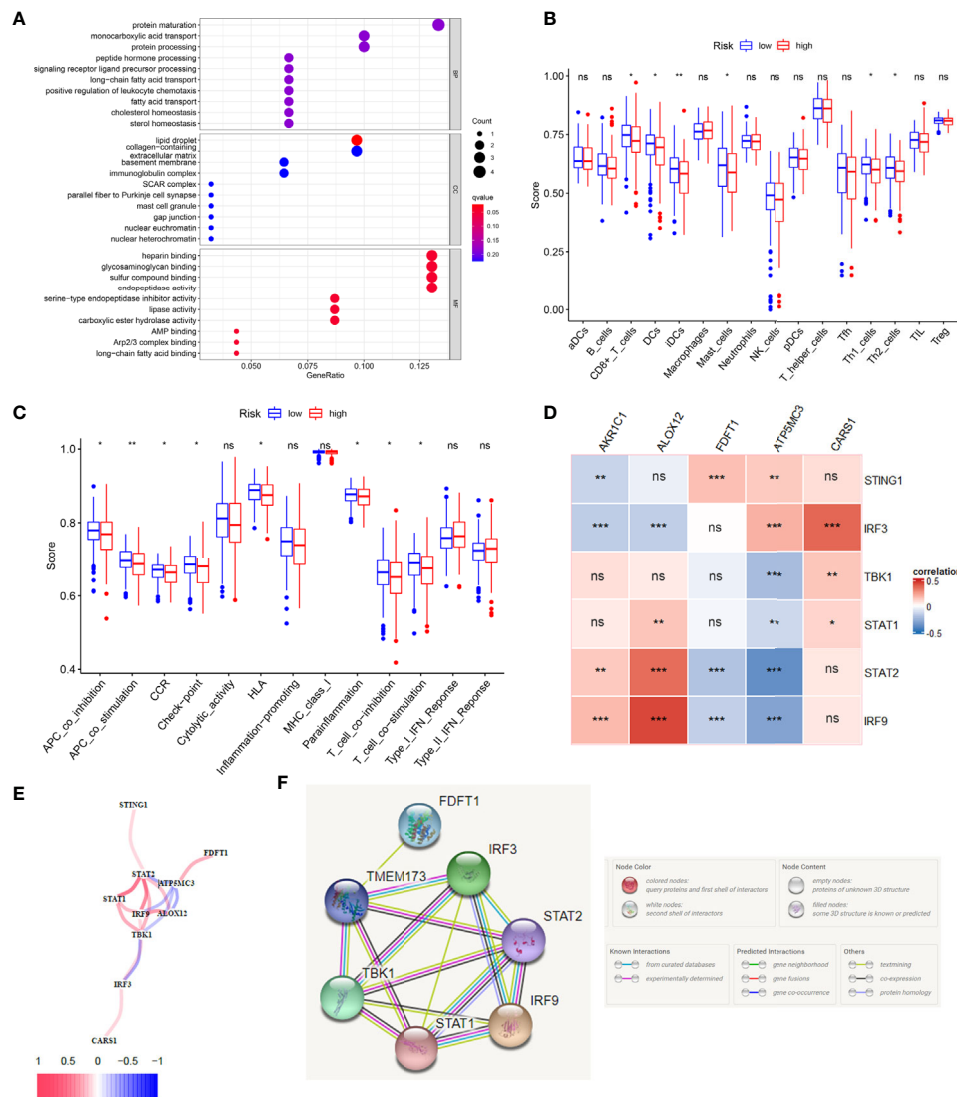 A
protein maturation
monocarboxylic acid transport
protein processing
peptide hormone processing
signaling receptor ligand precursor processing
long-chain fatty acid transport
positive regulation of leukocyte chemotaxis
fatty acid transport
cholesterol homeostasis
sterol homeostasis
BP
lipid droplet
collagen-containing
extracellular matrix
basement membrane
immunoglobulin complex
SCAR complex
parallel fiber to Purkinje cell synapse
mast cell granule
gap junction
nuclear euchromatin
nuclear heterochromatin
CC
heparin binding
glycosaminoglycan binding
sulfur compound binding
endopeptidase activity
serine-type endopeptidase inhibitor activity
lipase activity
carboxylic ester hydrolase activity
AMP binding
Arp2/3 complex binding
long-chain fatty acid binding
MF
0.050 0.075 0.100 0.125
GeneRatio
Count
1
2
3
4
qvalue
0.05
0.10
0.15
0.20
B
Risk low high
ns ns * * ** ns * ns ns ns ns ns * * ns ns
1.00
0.75
0.50
0.25
0.00
Score
aDCs
B_cells
CD8+_T_cells
DCs
iDCs
Macrophages
Mast_cells
Neutrophils
NK_cells
pDCs
T_helper_cells
Tfh
Th1_cells
Th2_cells
TIL
Treg
C
Risk low high
* ** * * ns * ns ns * * * ns ns
1.0
0.8
0.6
0.4
Score
APC_co_inhibition
APC_co_stimulation
CCR
Check-point
Cytolytic_activity
HLA
Inflammation-promoting
MHC_class_I
Parainflammation
T_cell_co-inhibition
T_cell_co-stimulation
Type_I_IFN_Reponse
Type_II_IFN_Reponse
D
AKR1C1
ALOX12
FDFT1
ATP5MC3
CARS1
** ns *** ** ns STING1
*** *** ns *** *** IRF3
ns ns ns *** ** TBK1
ns ** ns ** * STAT1
** *** *** *** ns STAT2
*** *** *** *** ns IRF9
correlation
0.5
0
-0.5
E
STING1
FDFT1
STAT2
ATP5MC3
STAT1
IRF9
ALOX12
TBK1
IRF3
CARS1
1 0.5 0 -0.5 -1
F
FDFT1
IRF3
TMEM173
STAT2
TBK1
IRF9
STAT1
Node Color
colored nodes:
query proteins and first shell of interactors
white nodes:
second shell of interactors
Node Content
empty nodes:
proteins of unknown 3D structure
filled nodes:
some 3D structure is known or predicted
Known Interactions
from curated databases
experimentally determined
Predicted Interactions
gene neighborhood
gene fusions
gene co-occurrence
Others
textmining
co-expression
protein homology